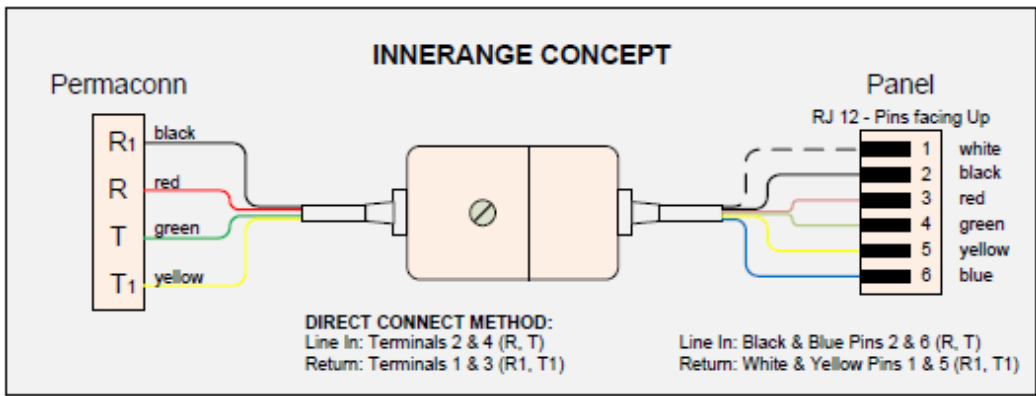 INNERANGE CONCEPT
Permaconn
Panel
RJ 12 - Pins facing Up
R1 black
R red
T green
T1 yellow
1 white
2 black
3 red
4 green
5 yellow
6 blue
DIRECT CONNECT METHOD:
Line In: Terminals 2 & 4 (R, T)
Return: Terminals 1 & 3 (R1, T1)
Line In: Black & Blue Pins 2 & 6 (R, T)
Return: White & Yellow Pins 1 & 5 (R1, T1)